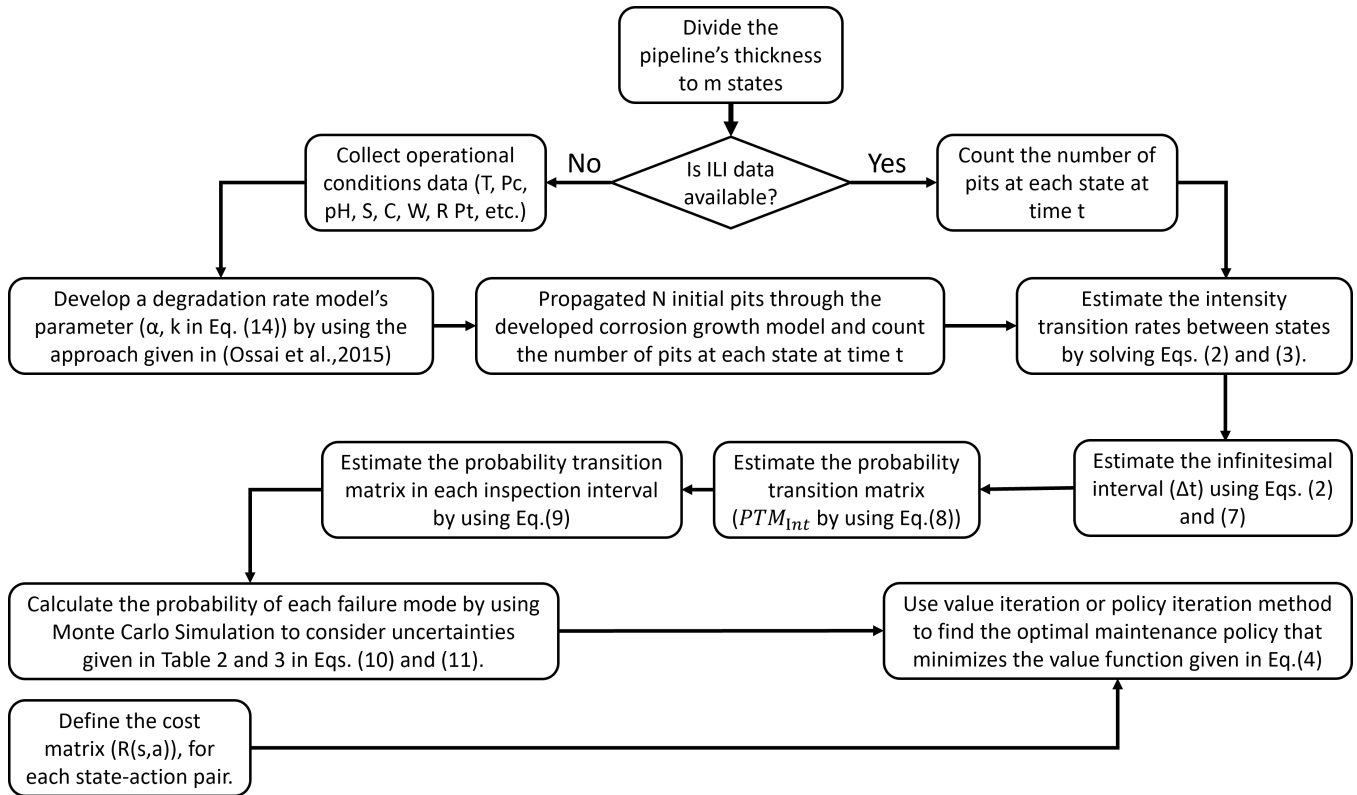 Divide the
pipeline’s thickness
to m states
Is ILI data
available?
No
Yes
Collect operational
conditions data (T, Pc,
pH, S, C, W, R Pt, etc.)
Count the number of
pits at each state at
time t
Develop a degradation rate model’s
parameter (α, k in Eq. (14)) by using the
approach given in (Ossai et al.,2015)
Propagated N initial pits through the
developed corrosion growth model and count
the number of pits at each state at time t
Estimate the intensity
transition rates between states
by solving Eqs. (2) and (3).
Estimate the infinitesimal
interval (Δt) using Eqs. (2)
and (7)
Estimate the probability
transition matrix
(PTM_Int by using Eq.(8))
Estimate the probability transition
matrix in each inspection interval
by using Eq.(9)
Calculate the probability of each failure mode by using
Monte Carlo Simulation to consider uncertainties
given in Table 2 and 3 in Eqs. (10) and (11).
Use value iteration or policy iteration method
to find the optimal maintenance policy that
minimizes the value function given in Eq.(4)
Define the cost
matrix (R(s,a)), for
each state-action pair.